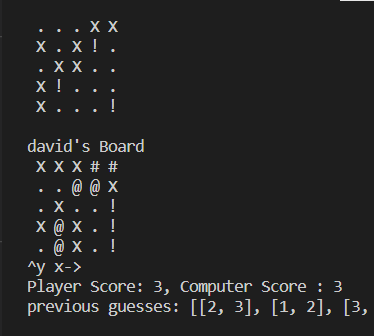 . . . X X
X . X ! .
. X X . .
X ! . . .
X . . . !
david's Board
X X X # #
. . @ @ X
. X . . !
X @ X . !
. @ X . !
^y x->
Player Score: 3, Computer Score : 3
previous guesses: [[2, 3], [1, 2], [3,